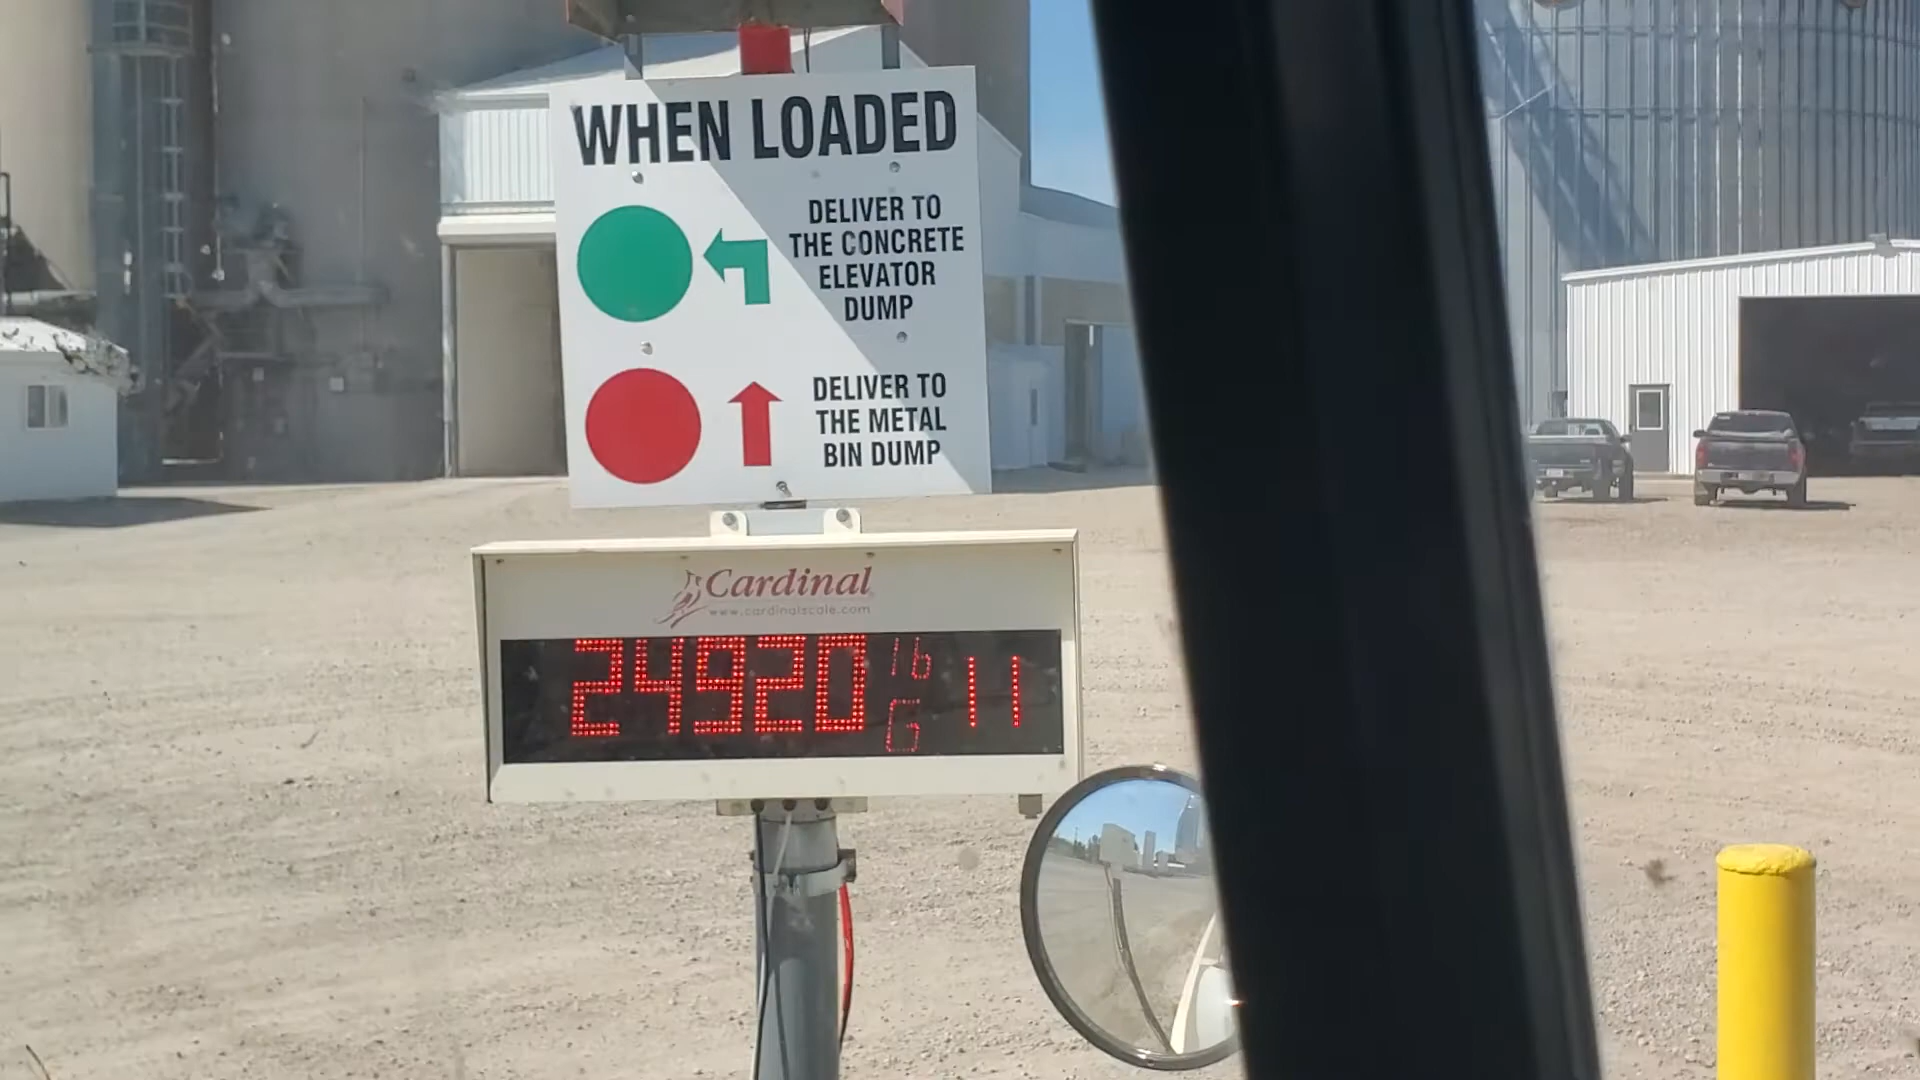 WHEN LOADED
DELIVER TO
THE CONCRETE
ELEVATOR
DUMP
DELIVER TO
THE METAL
BIN DUMP
Cardinal
www.cardinalscale.com
24920 lb G 11